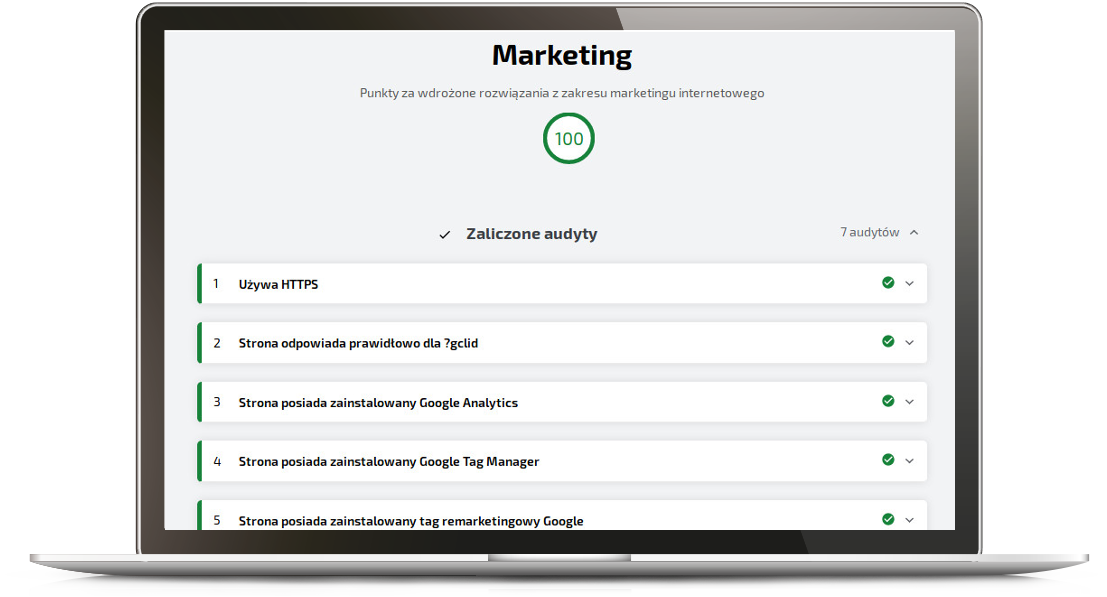 Marketing
Punkty za wdrożone rozwiązania z zakresu marketingu internetowego
100
Zaliczone audyty
7 audytów
1 Używa HTTPS
2 Strona odpowiada prawidłowo dla ?gclid
3 Strona posiada zainstalowany Google Analytics
4 Strona posiada zainstalowany Google Tag Manager
5 Strona posiada zainstalowany tag remarketingowy Google